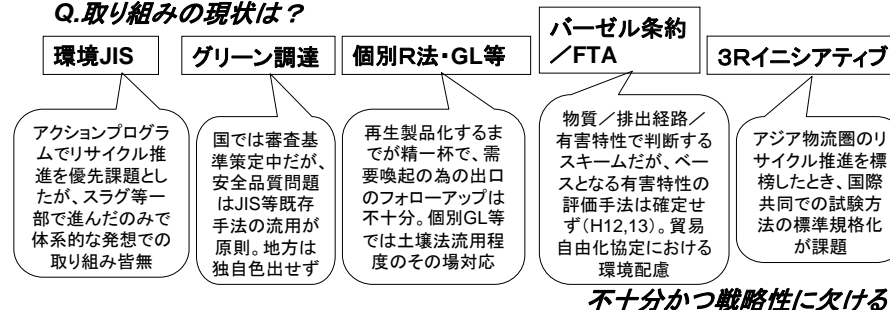 Q.取り組みの現状は？
環境JIS
グリーン調達
個別R法・GL等
バーゼル条約
／FTA
３Rイニシアティブ
アクションプログラ
ムでリサイクル推
進を優先課題とし
たが、スラグ等一
部で進んだのみで
体系的な発想での
取り組み皆無
国では審査基
準策定中だが、
安全品質問題
はJIS等既存
手法の流用が
原則。地方は
独自色出せず
再生製品化するま
でが精一杯で、需
要喚起の為の出口
のフォローアップは
不十分。個別GL等
では土壌法流用程
度のその場対応
物質／排出経路／
有害特性で判断する
スキームだが、ベー
スとなる有害特性の
評価手法は確定せ
ず（H12,13）。貿易
自由化協定における
環境配慮
アジア物流圏のリ
サイクル推進を標
榜したとき、国際
共同での試験方
法の標準規格化
が課題
不十分かつ戦略性に欠ける